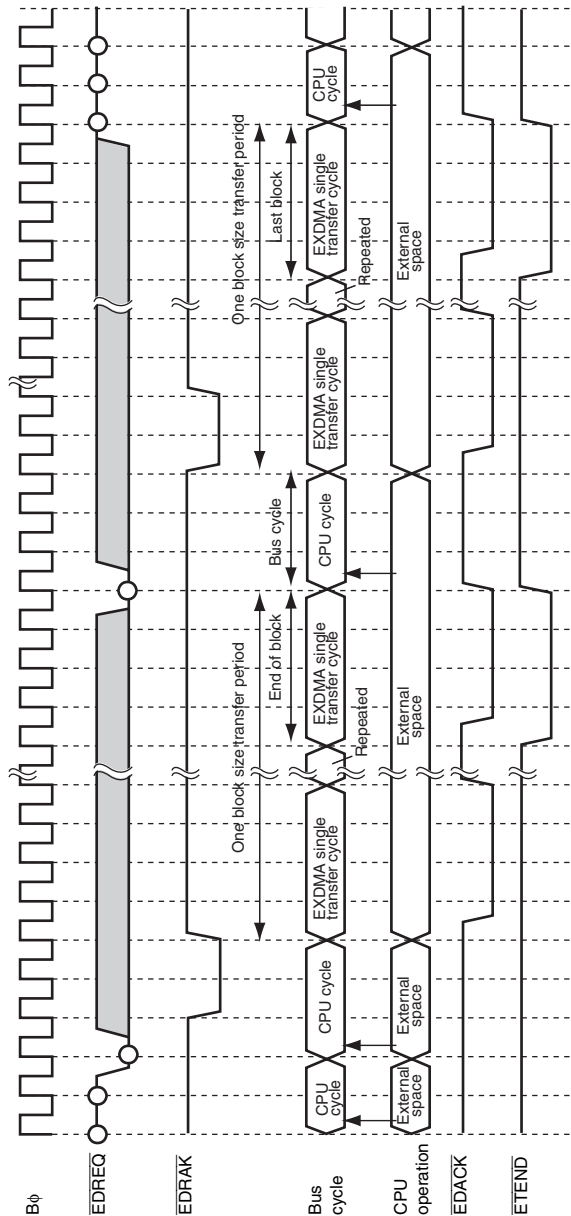 Bφ
EDREQ
EDRAK
One block size transfer period
One block size transfer period
End of block
Bus cycle
Last block
Bus
cycle
CPU
cycle
CPU cycle
EXDMA single
transfer cycle
Repeated
EXDMA single
transfer cycle
CPU cycle
EXDMA single
transfer cycle
Repeated
EXDMA single
transfer cycle
CPU
cycle
CPU
operation
External
space
External
space
External space
External
space
EDACK
ETEND